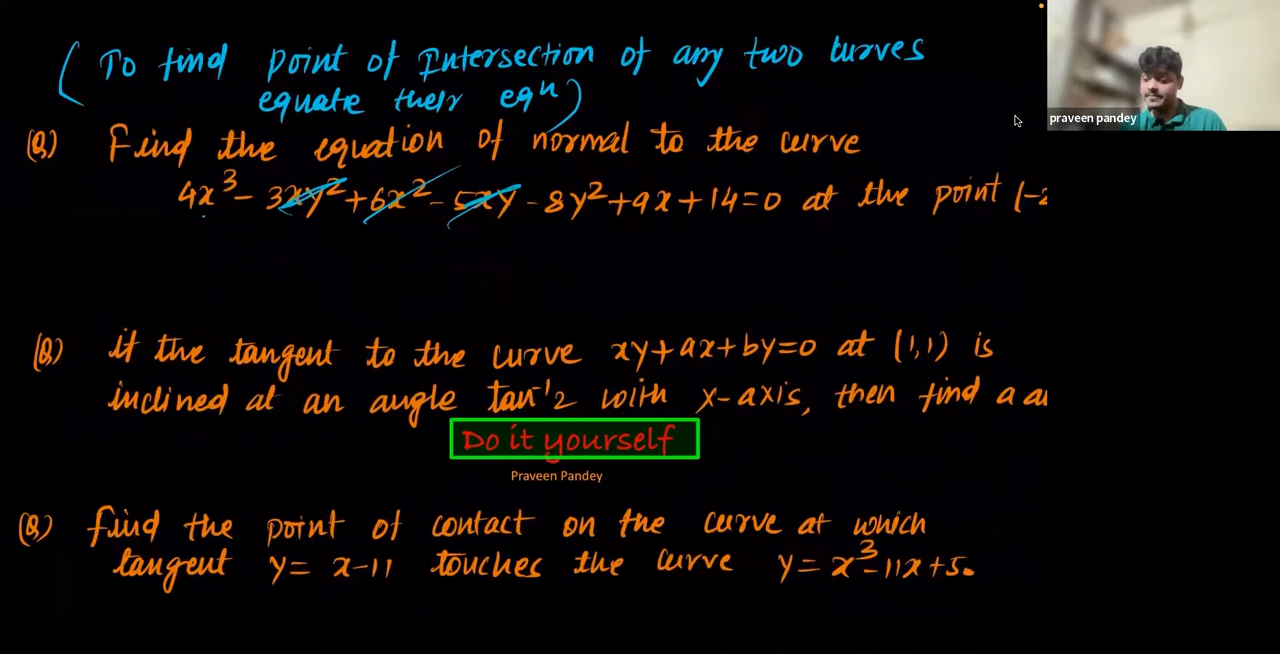 (To find point of Intersection of any two curves
equate their eqn)
praveen pandey
(Q) Find the equation of normal to the curve
4x³ - 3xy² + 6x² - 5xy - 8y² + 9x + 14 = 0 at the point (-2
(Q) if the tangent to the curve xy + ax + by = 0 at (1,1) is
inclined at an angle tan⁻¹2 with x-axis, then find a a
Do it yourself
Praveen Pandey
(Q) find the point of contact on the curve at which
tangent y = x - 11 touches the curve y = x³ - 11x + 5.